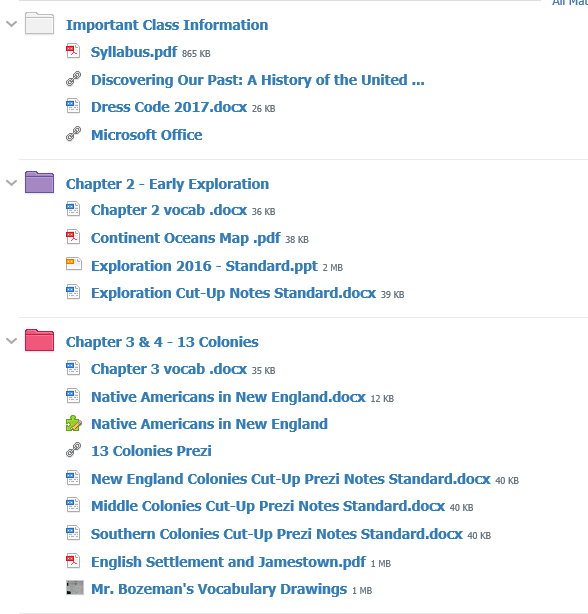 All Mat
Important Class Information
Syllabus.pdf 865 KB
Discovering Our Past: A History of the United ...
Dress Code 2017.docx 26 KB
Microsoft Office
Chapter 2 - Early Exploration
Chapter 2 vocab .docx 36 KB
Continent Oceans Map .pdf 38 KB
Exploration 2016 - Standard.ppt 2 MB
Exploration Cut-Up Notes Standard.docx 39 KB
Chapter 3 & 4 - 13 Colonies
Chapter 3 vocab .docx 35 KB
Native Americans in New England.docx 12 KB
Native Americans in New England
13 Colonies Prezi
New England Colonies Cut-Up Prezi Notes Standard.docx 40 KB
Middle Colonies Cut-Up Prezi Notes Standard.docx 40 KB
Southern Colonies Cut-Up Prezi Notes Standard.docx 40 KB
English Settlement and Jamestown.pdf 1 MB
Mr. Bozeman's Vocabulary Drawings 1 MB